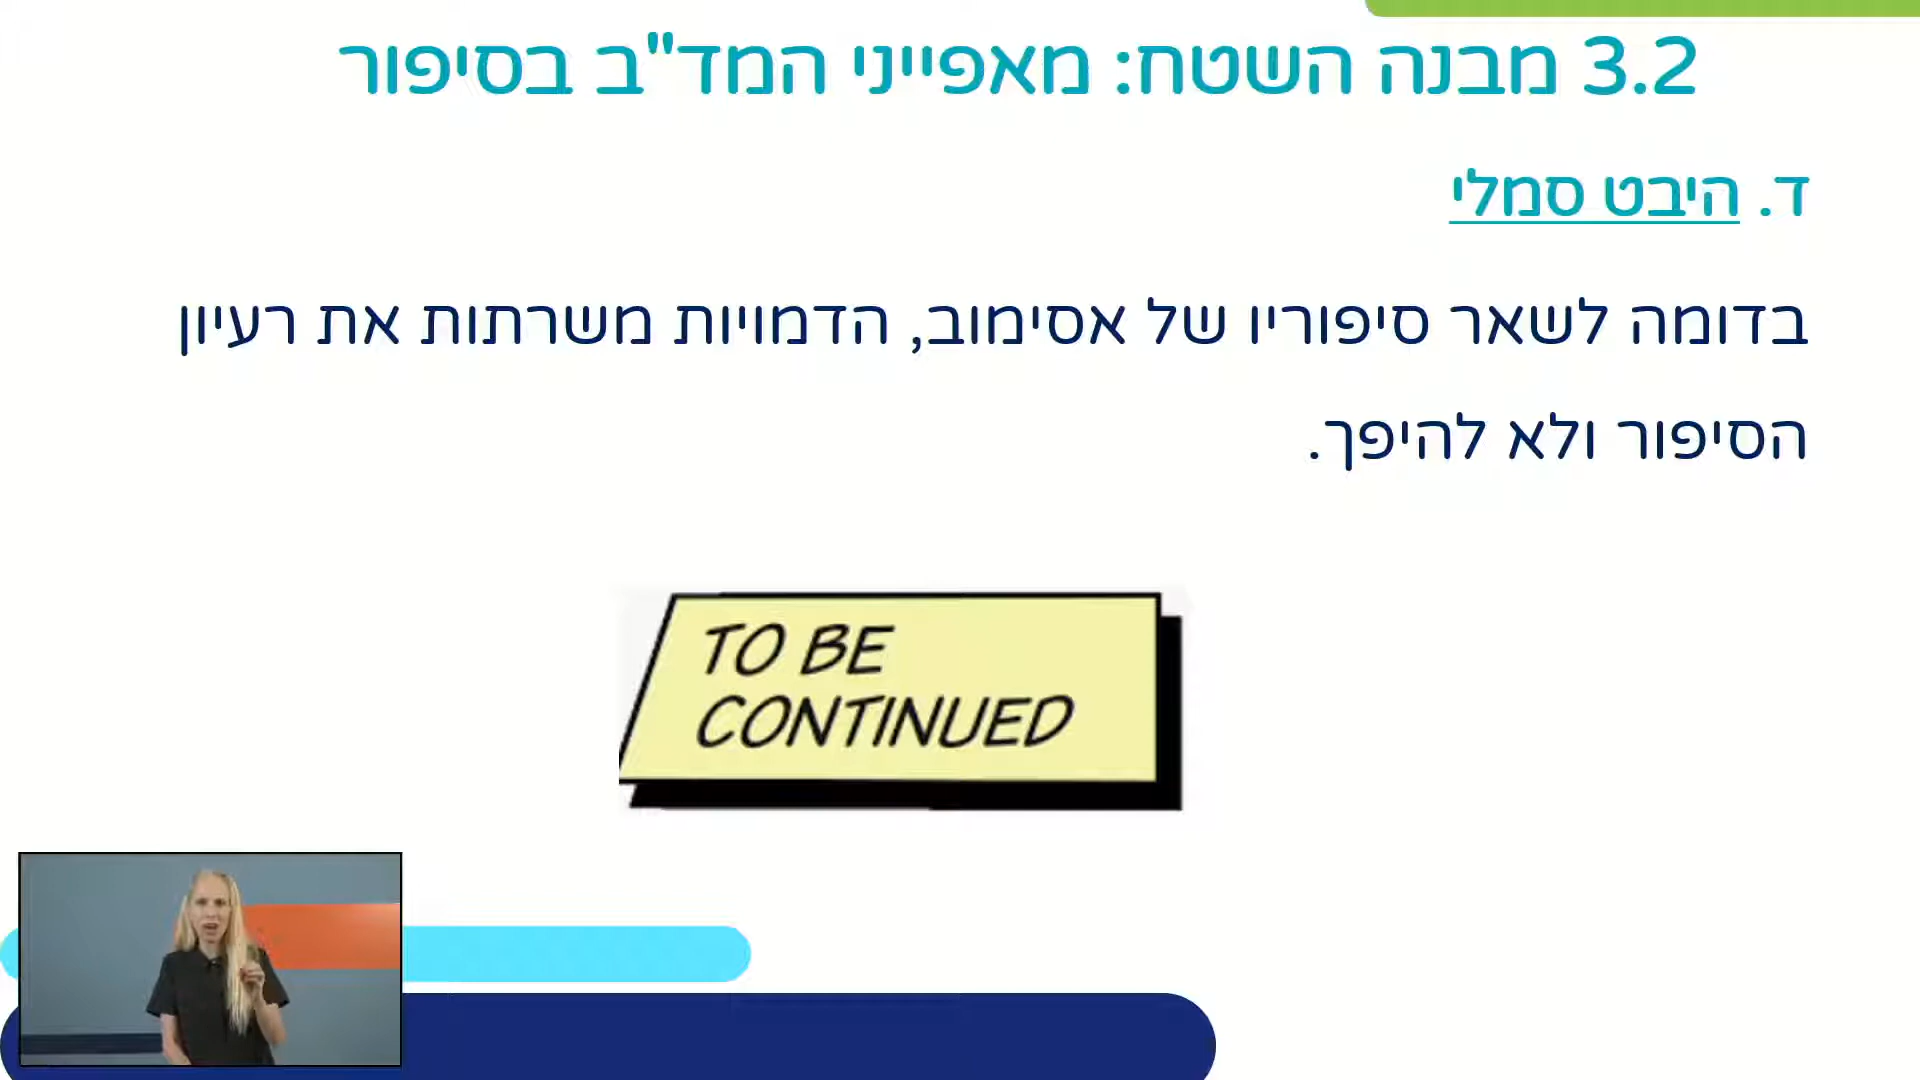 3.2 מבנה השטח: מאפייני המד"ב בסיפור
ד. היבט סמלי
בדומה לשאר סיפוריו של אסימוב, הדמויות משרתות את רעיון
הסיפור ולא להיפך.
TO BE
CONTINUED